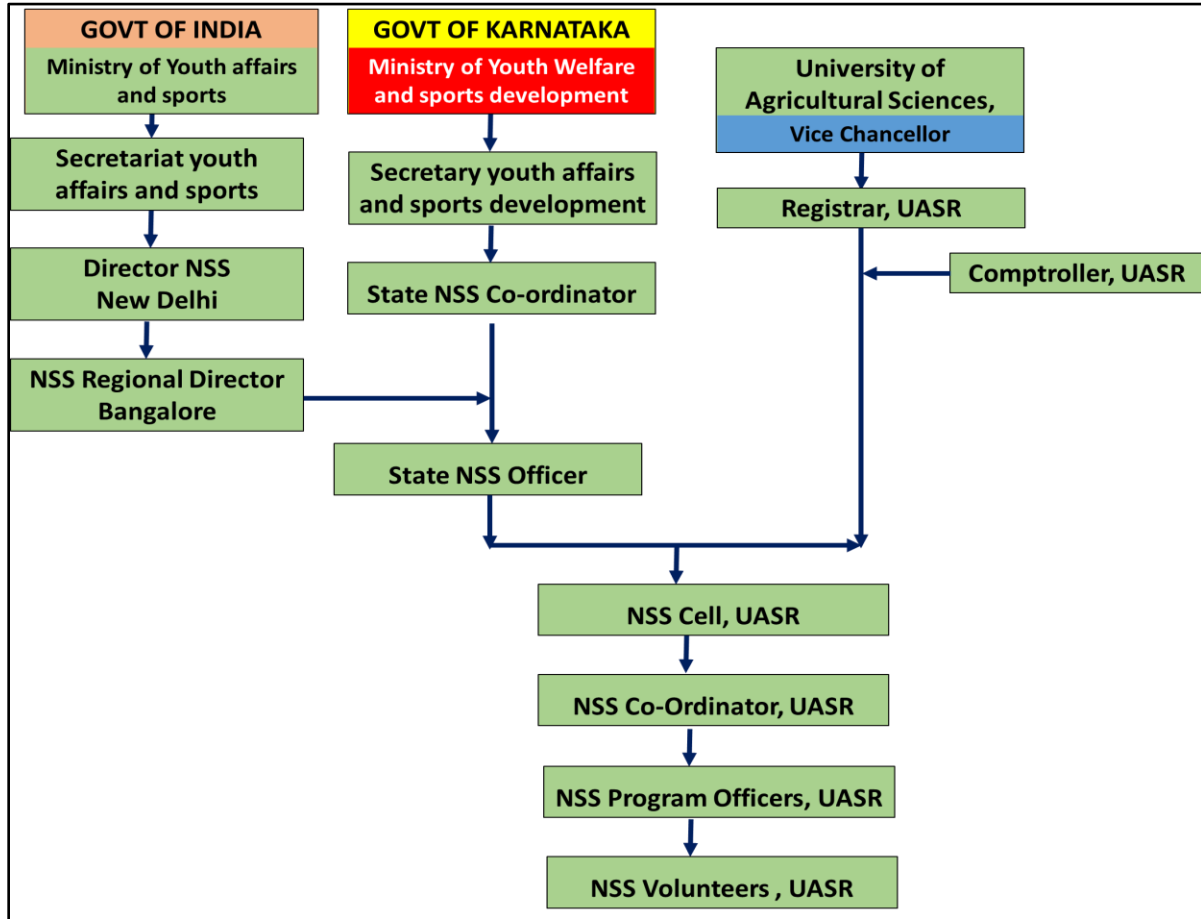 GOVT OF INDIA
Ministry of Youth affairs
and sports
Secretariat youth
affairs and sports
Director NSS
New Delhi
NSS Regional Director
Bangalore
GOVT OF KARNATAKA
Ministry of Youth Welfare
and sports development
Secretary youth affairs
and sports development
State NSS Co-ordinator
State NSS Officer
University of
Agricultural Sciences,
Vice Chancellor
Registrar, UASR
Comptroller, UASR
NSS Cell, UASR
NSS Co-Ordinator, UASR
NSS Program Officers, UASR
NSS Volunteers , UASR